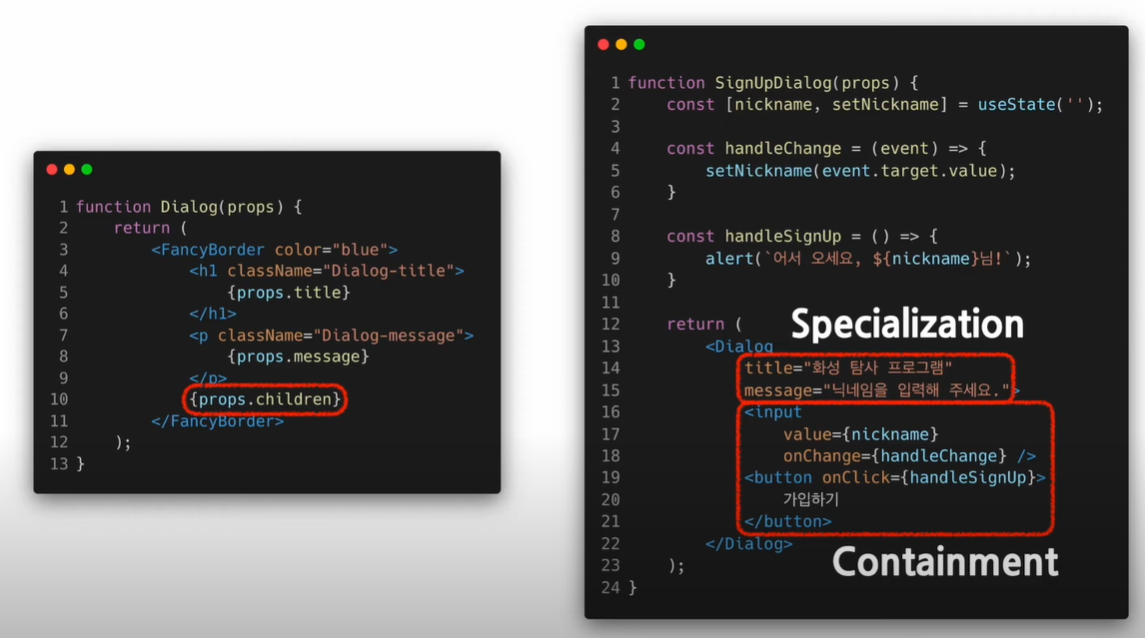 1 function Dialog(props) {
2     return (
3         <FancyBorder color="blue">
4             <h1 className="Dialog-title">
5                 {props.title}
6             </h1>
7             <p className="Dialog-message">
8                 {props.message}
9             </p>
10             {props.children}
11         </FancyBorder>
12     );
13 }
1 function SignUpDialog(props) {
2     const [nickname, setNickname] = useState('');
3
4     const handleChange = (event) => {
5         setNickname(event.target.value);
6     }
7
8     const handleSignUp = () => {
9         alert(`어서 오세요, ${nickname}님!`);
10     }
11
12     return (
Specialization
13         <Dialog
14             title="화성 탐사 프로그램"
15             message="닉네임을 입력해 주세요.">
16             <input
17                 value={nickname}
18                 onChange={handleChange} />
19             <button onClick={handleSignUp}>
20                 가입하기
21             </button>
22         </Dialog>
Containment
23     );
24 }